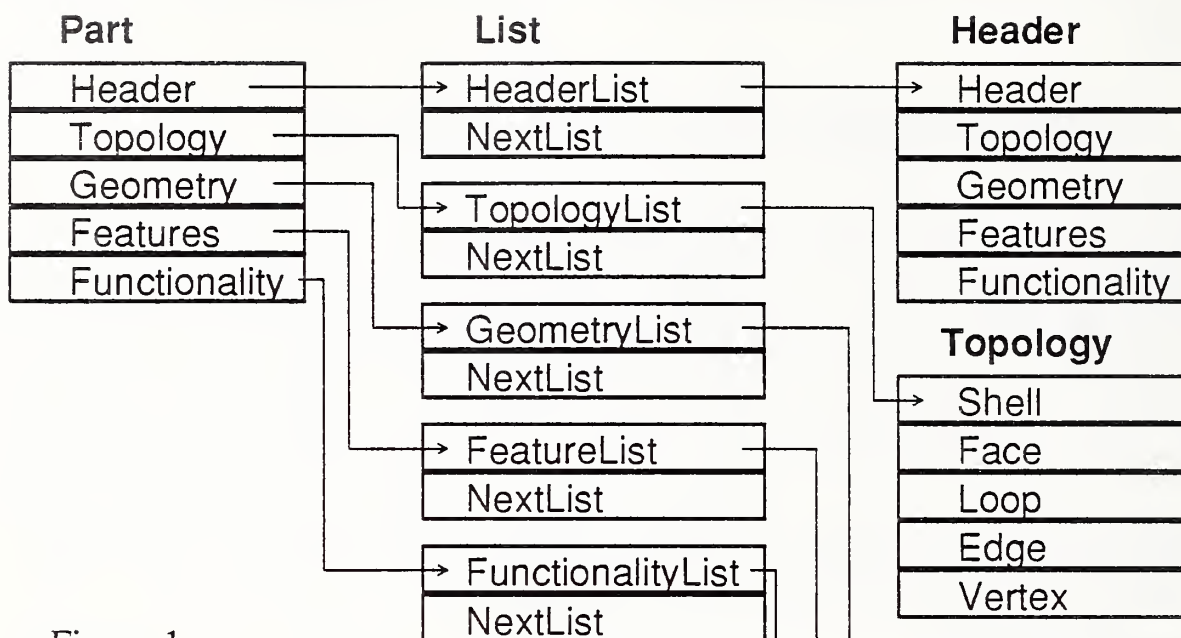 Part
Header
Topology
Geometry
Features
Functionality
List
HeaderList
NextList
TopologyList
NextList
GeometryList
NextList
FeatureList
NextList
FunctionalityList
NextList
Header
Header
Topology
Geometry
Features
Functionality
Topology
Shell
Face
Loop
Edge
Vertex